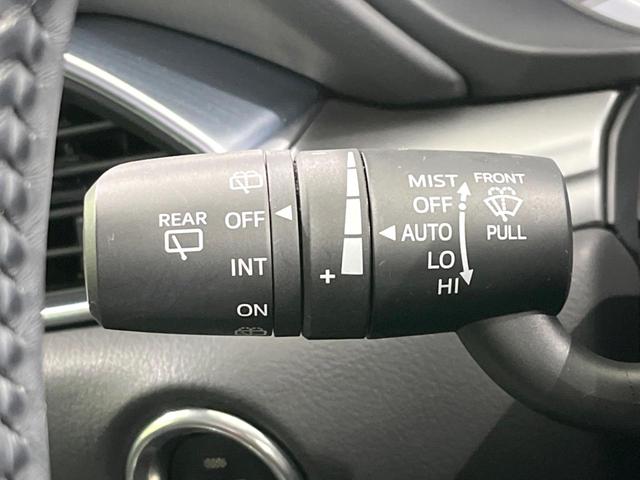 REAR
OFF
INT
ON
+
MIST
OFF
AUTO
LO
HI
FRONT
PULL